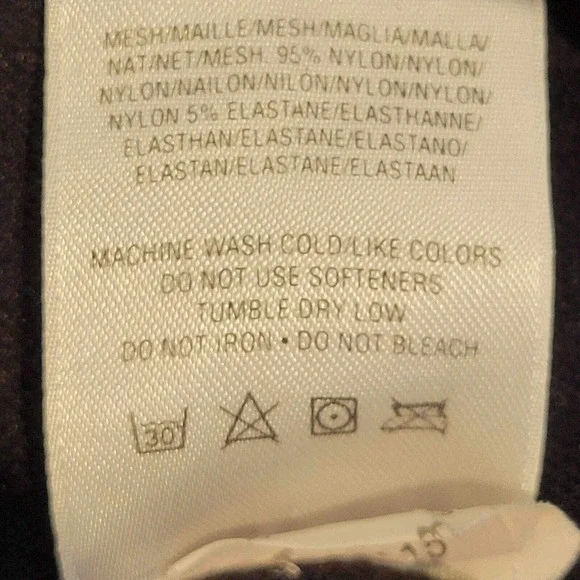 MESH/MAILLE/MESH/MAGLIA/MALLA/
NAT/NET/MESH. 95% NYLON/NYLON/
NYLON/NAILON/NILON/NYLON/NYLON/
NYLON 5% ELASTANE/ELASTHANNE/
ELASTHAN/ELASTANE/ELASTANO/
ELASTAN/ELASTANE/ELASTAAN
MACHINE WASH COLD/LIKE COLORS
DO NOT USE SOFTENERS
TUMBLE DRY LOW
DO NOT IRON • DO NOT BLEACH
30